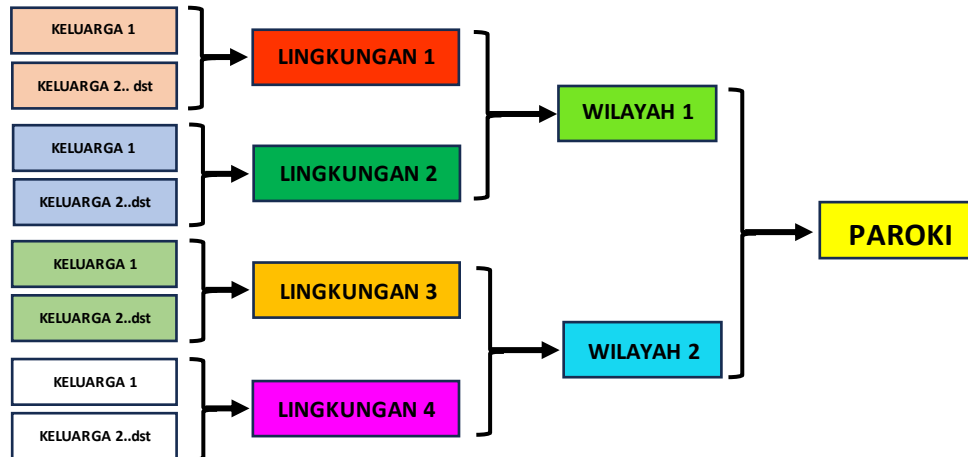 KELUARGA 1
KELUARGA 2.. dst
LINGKUNGAN 1
KELUARGA 1
KELUARGA 2..dst
LINGKUNGAN 2
WILAYAH 1
KELUARGA 1
KELUARGA 2..dst
LINGKUNGAN 3
KELUARGA 1
KELUARGA 2..dst
LINGKUNGAN 4
WILAYAH 2
PAROKI